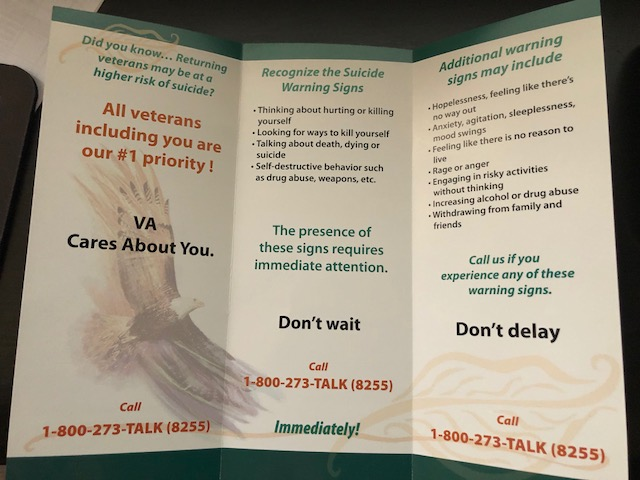 Did you know... Returning
veterans may be at a
higher risk of suicide?
All veterans
including you are
our #1 priority !
VA
Cares About You.
Call
1-800-273-TALK (8255)
Recognize the Suicide
Warning Signs
• Thinking about hurting or killing
yourself
• Looking for ways to kill yourself
• Talking about death, dying or
suicide
• Self-destructive behavior such
as drug abuse, weapons, etc.
The presence of
these signs requires
immediate attention.
Don't wait
Call
1-800-273-TALK (8255)
Immediately!
Additional warning
signs may include
• Hopelessness, feeling like there's
no way out
• Anxiety, agitation, sleeplessness,
mood swings
• Feeling like there is no reason to
live
• Rage or anger
• Engaging in risky activities
without thinking
• Increasing alcohol or drug abuse
• Withdrawing from family and
friends
Call us if you
experience any of these
warning signs.
Don't delay
Call
1-800-273-TALK (8255)